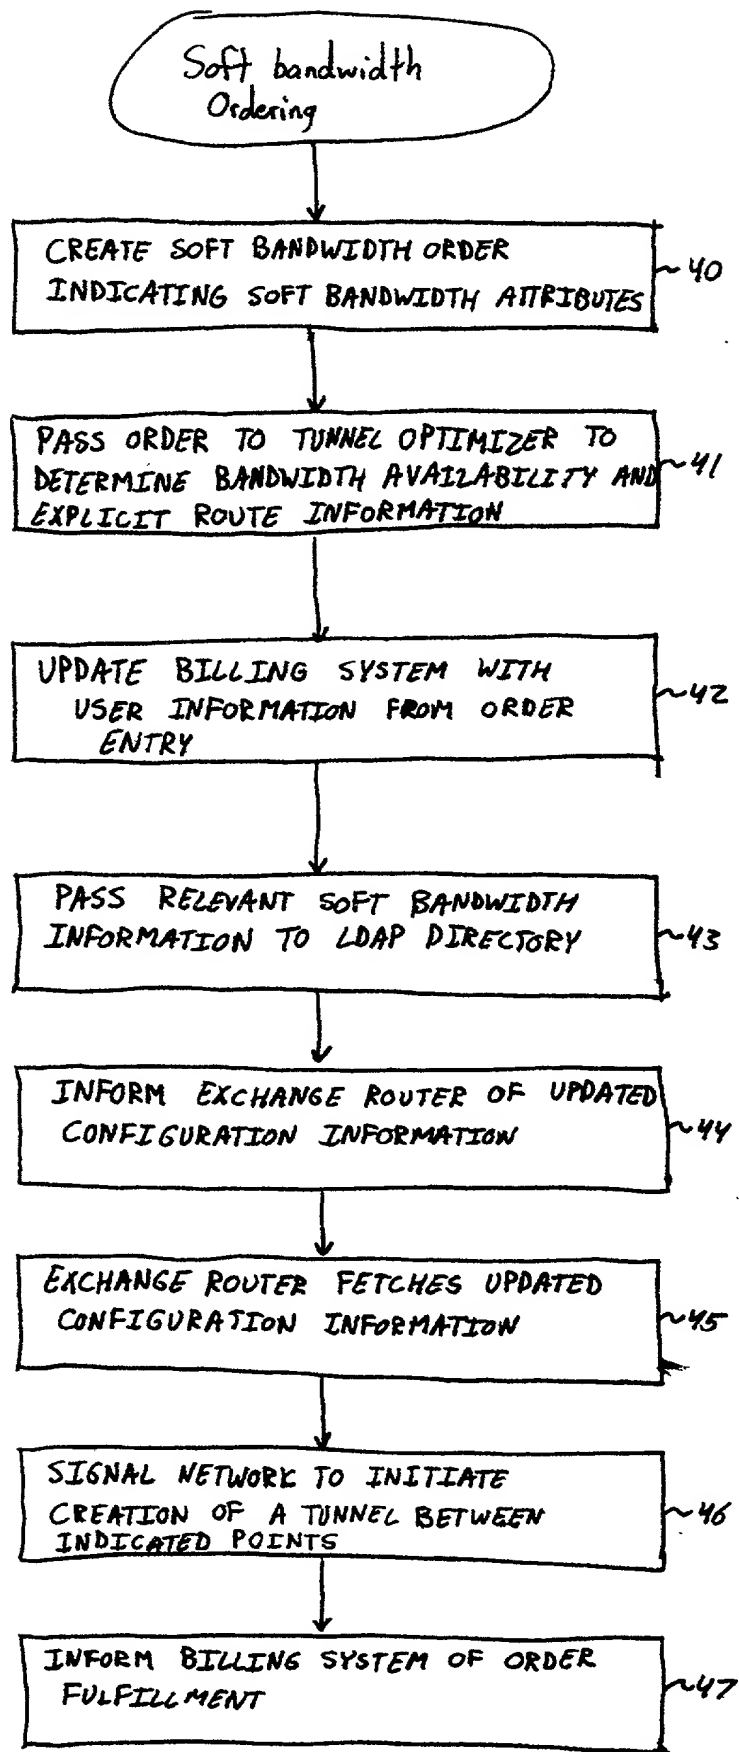 Soft bandwidth
Ordering
CREATE SOFT BANDWIDTH ORDER
INDICATING SOFT BANDWIDTH ATTRIBUTES
40
PASS ORDER TO TUNNEL OPTIMIZER TO
DETERMINE BANDWIDTH AVAILABILITY AND
EXPLICIT ROUTE INFORMATION
41
UPDATE BILLING SYSTEM WITH
USER INFORMATION FROM ORDER
ENTRY
42
PASS RELEVANT SOFT BANDWIDTH
INFORMATION TO LDAP DIRECTORY
43
INFORM EXCHANGE ROUTER OF UPDATED
CONFIGURATION INFORMATION
44
EXCHANGE ROUTER FETCHES UPDATED
CONFIGURATION INFORMATION
45
SIGNAL NETWORK TO INITIATE
CREATION OF A TUNNEL BETWEEN
INDICATED POINTS
46
INFORM BILLING SYSTEM OF ORDER
FULFILLMENT
47